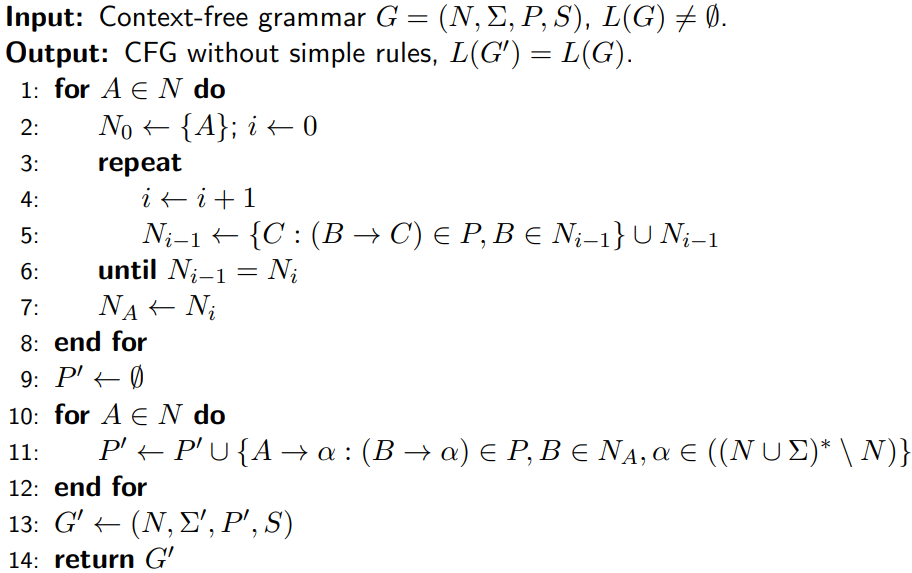 Input: Context-free grammar G = (N, Σ, P, S), L(G) ≠ ∅.
Output: CFG without simple rules, L(G′) = L(G).
1: for A ∈ N do
2: N₀ ← {A}; i ← 0
3: repeat
4: i ← i + 1
5: Nᵢ₋₁ ← {C : (B → C) ∈ P, B ∈ Nᵢ₋₁} ∪ Nᵢ₋₁
6: until Nᵢ₋₁ = Nᵢ
7: N_A ← Nᵢ
8: end for
9: P′ ← ∅
10: for A ∈ N do
11: P′ ← P′ ∪ {A → α : (B → α) ∈ P, B ∈ N_A, α ∈ ((N ∪ Σ)* \ N)}
12: end for
13: G′ ← (N, Σ′, P′, S)
14: return G′